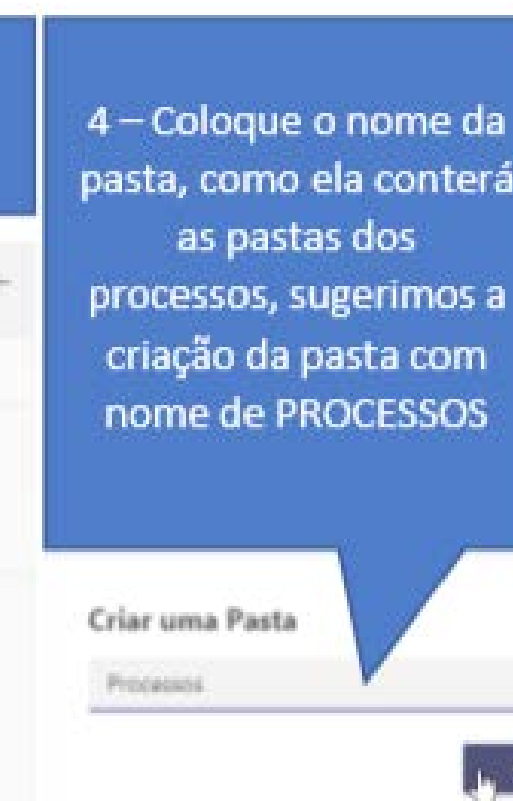 4 – Coloque o nome da
pasta, como ela conterá
as pastas dos
processos, sugerimos a
criação da pasta com
nome de PROCESSOS
Criar uma Pasta
Processos